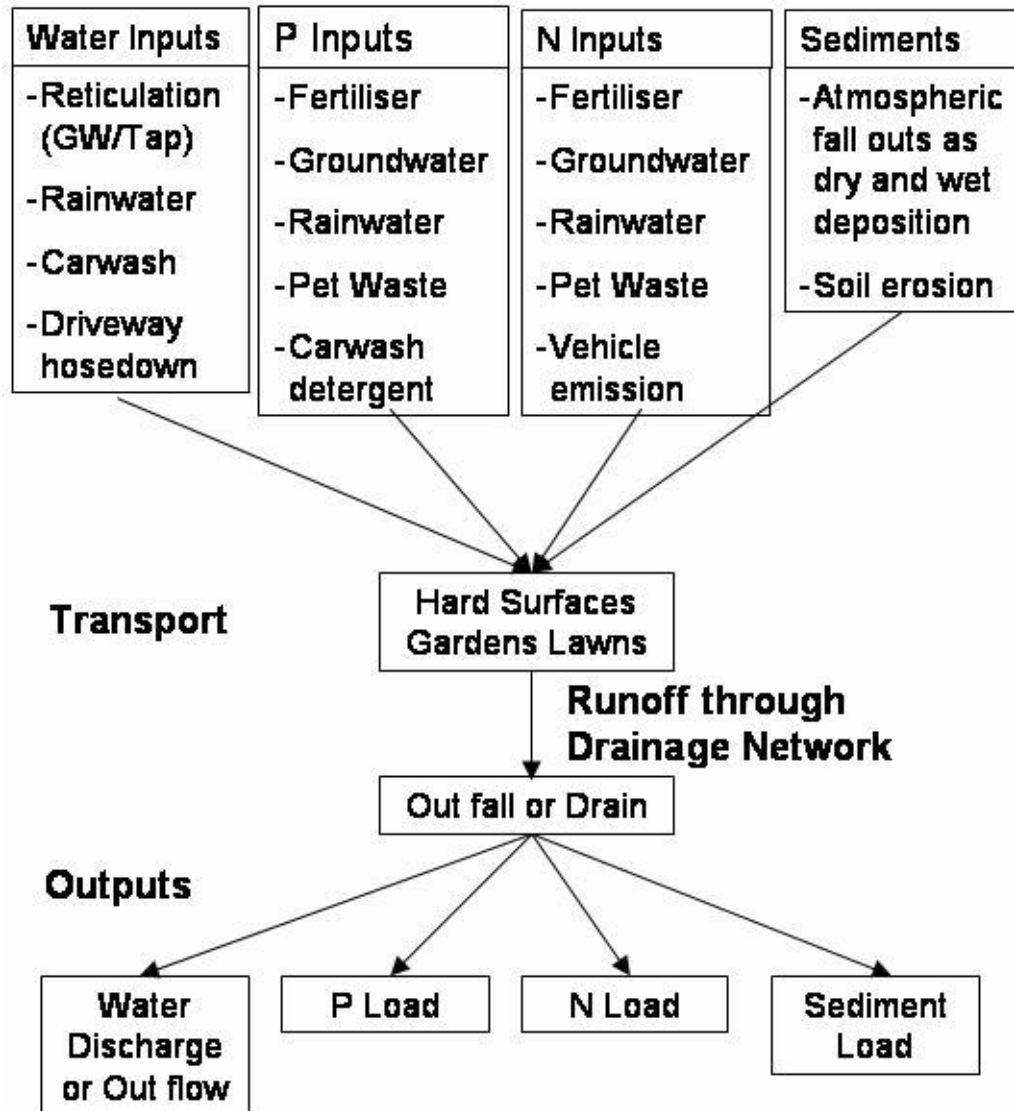 Water Inputs
-Reticulation
(GW/Tap)
-Rainwater
-Carwash
-Driveway
hosedown
P Inputs
-Fertiliser
-Groundwater
-Rainwater
-Pet Waste
-Carwash
detergent
N Inputs
-Fertiliser
-Groundwater
-Rainwater
-Pet Waste
-Vehicle
emission
Sediments
-Atmospheric
fall outs as
dry and wet
deposition
-Soil erosion
Transport
Hard Surfaces
Gardens Lawns
Runoff through
Drainage Network
Out fall or Drain
Outputs
Water
Discharge
or Out flow
P Load
N Load
Sediment
Load